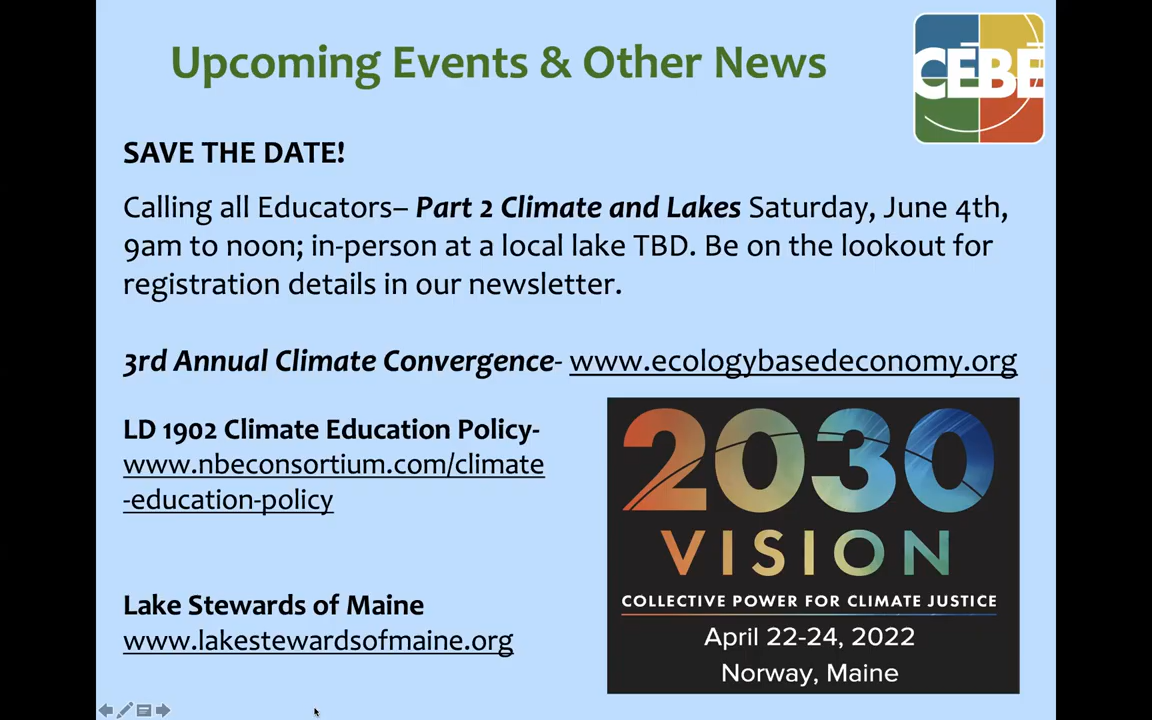 Upcoming Events & Other News
CEBE
SAVE THE DATE!
Calling all Educators– Part 2 Climate and Lakes Saturday, June 4th,
9am to noon; in-person at a local lake TBD. Be on the lookout for
registration details in our newsletter.
3rd Annual Climate Convergence- www.ecologybasedeconomy.org
LD 1902 Climate Education Policy-
www.nbeconsortium.com/climate
-education-policy
Lake Stewards of Maine
www.lakestewardsofmaine.org
2030
VISION
COLLECTIVE POWER FOR CLIMATE JUSTICE
April 22-24, 2022
Norway, Maine